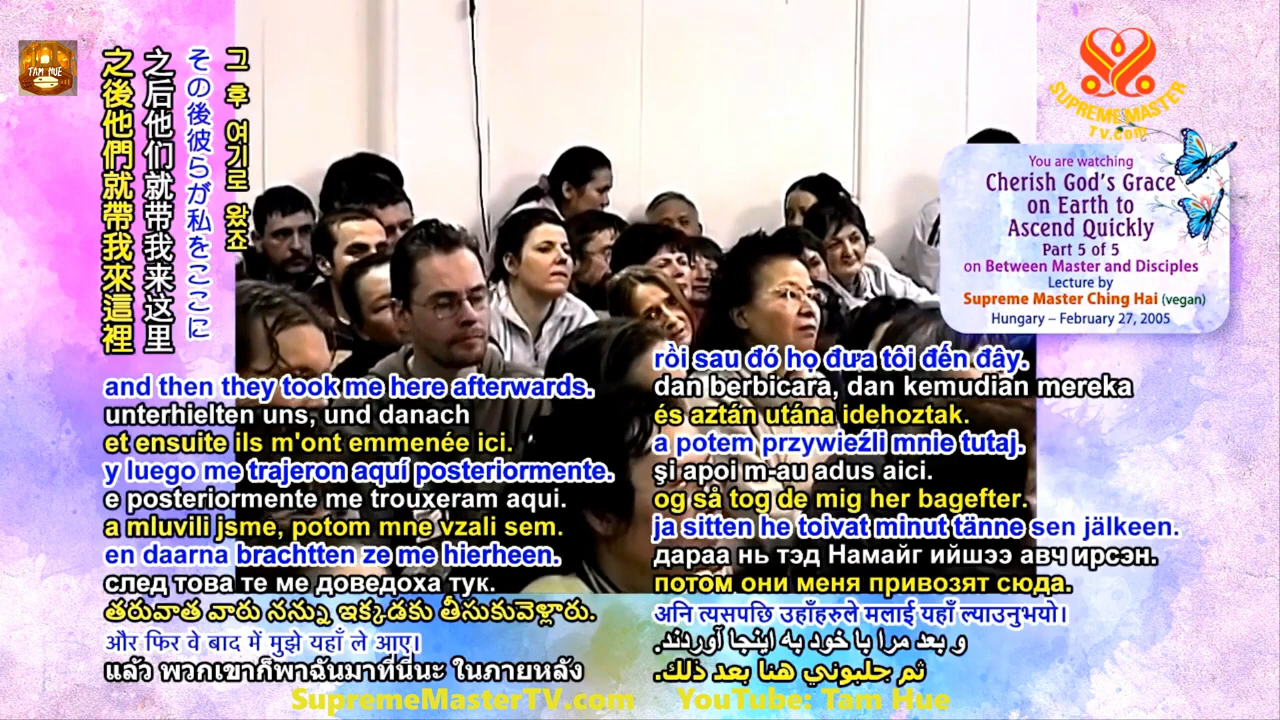 TAM HUE
之後他們就帶我來這裡
之后他们就带我来这里
その後彼らが私をここに
그 후 여기로 왔죠
SUPREME MASTER
TV.com
You are watching
Cherish God's Grace
on Earth to
Ascend Quickly
Part 5 of 5
on Between Master and Disciples
Lecture by
Supreme Master Ching Hai (vegan)
Hungary – February 27, 2005
and then they took me here afterwards.
unterhielten uns, und danach
et ensuite ils m'ont emmenée ici.
y luego me trajeron aquí posteriormente.
e posteriormente me trouxeram aqui.
a mluvili jsme, potom mne vzali sem.
en daarna brachtten ze me hierheen.
след това те ме доведоха тук.
తరువాత వారు నన్ను ఇక్కడకు తీసుకువెళ్లారు.
और फिर वे बाद में मुझे यहाँ ले आए।
แล้ว พวกเขาก็พาฉันมาที่นี่นะ ในภายหลัง
rồi sau đó họ đưa tôi đến đây.
dan berbicara, dan kemudian mereka
és aztán utána idehoztak.
a potem przywieźli mnie tutaj.
şi apoi m-au adus aici.
og så tog de mig her bagefter.
ja sitten he toivat minut tänne sen jälkeen.
дараа нь тэд Намайг ийшээ авч ирсэн.
потом они меня привозят сюда.
अनि त्यसपछि उहाँहरुले मलाई यहाँ ल्याउनुभयो।
و بعد مرا با خود به اینجا آوردند.
ثم جلبوني هنا بعد ذلك.
SupremeMasterTV.com
YouTube: Tam Hue